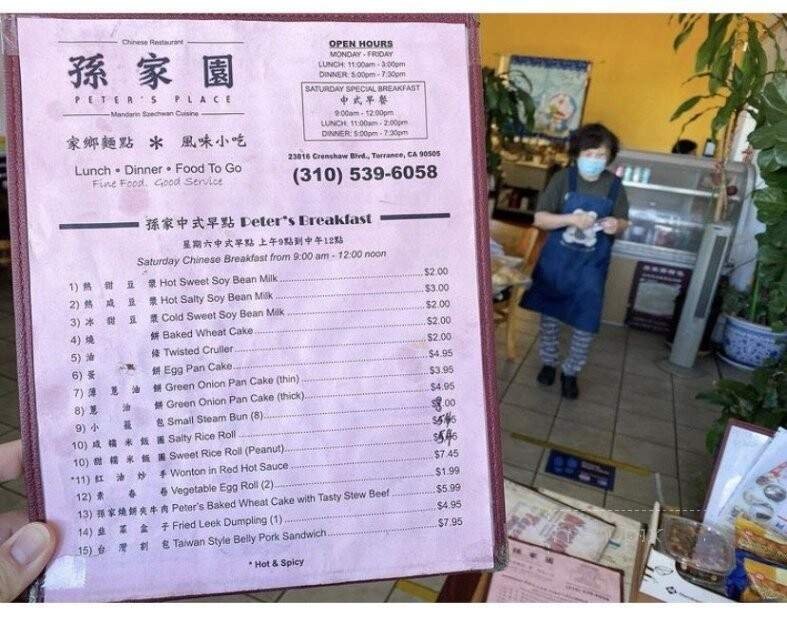 Chinese Restaurant
孫家園
PETER'S PLACE
Mandarin Szechwan Cuisine
家鄉麵點 * 風味小吃
Lunch • Dinner • Food To Go
Fine Food. Good Service
OPEN HOURS
MONDAY - FRIDAY
LUNCH: 11:00am - 3:00pm
DINNER: 5:00pm - 7:30pm
SATURDAY SPECIAL BREAKFAST
中式早餐
9:00am - 12:00pm
LUNCH: 11:00am - 2:00pm
DINNER: 5:00pm - 7:30pm
23816 Crenshaw Blvd., Torrance, CA 90505
(310) 539-6058
孫家中式早點 Peter's Breakfast
星期六中式早點 上午9點到中午12點
Saturday Chinese Breakfast from 9:00 am - 12:00 noon
1) 熱甜豆漿 Hot Sweet Soy Bean Milk $2.00
2) 熱咸豆漿 Hot Salty Soy Bean Milk $3.00
3) 冰甜豆漿 Cold Sweet Soy Bean Milk $2.00
4) 燒餅 Baked Wheat Cake $2.00
5) 油條 Twisted Cruller $2.00
6) 蛋餅 Egg Pan Cake $4.95
7) 薄蔥油餅 Green Onion Pan Cake (thin) $3.95
8) 蔥油餅 Green Onion Pan Cake (thick) $4.95
9) 小籠包 Small Steam Bun (8) 8.00
10) 咸糯米飯團 Salty Rice Roll
10) 甜糯米飯團 Sweet Rice Roll (Peanut)
*11) 紅油炒手 Wonton in Red Hot Sauce $7.45
12) 素春卷 Vegetable Egg Roll (2) $1.99
13) 孫家燒餅夾牛肉 Peter's Baked Wheat Cake with Tasty Stew Beef $5.99
14) 韭菜盒子 Fried Leek Dumpling (1) $4.95
15) 台灣割包 Taiwan Style Belly Pork Sandwich $7.95
* Hot & Spicy